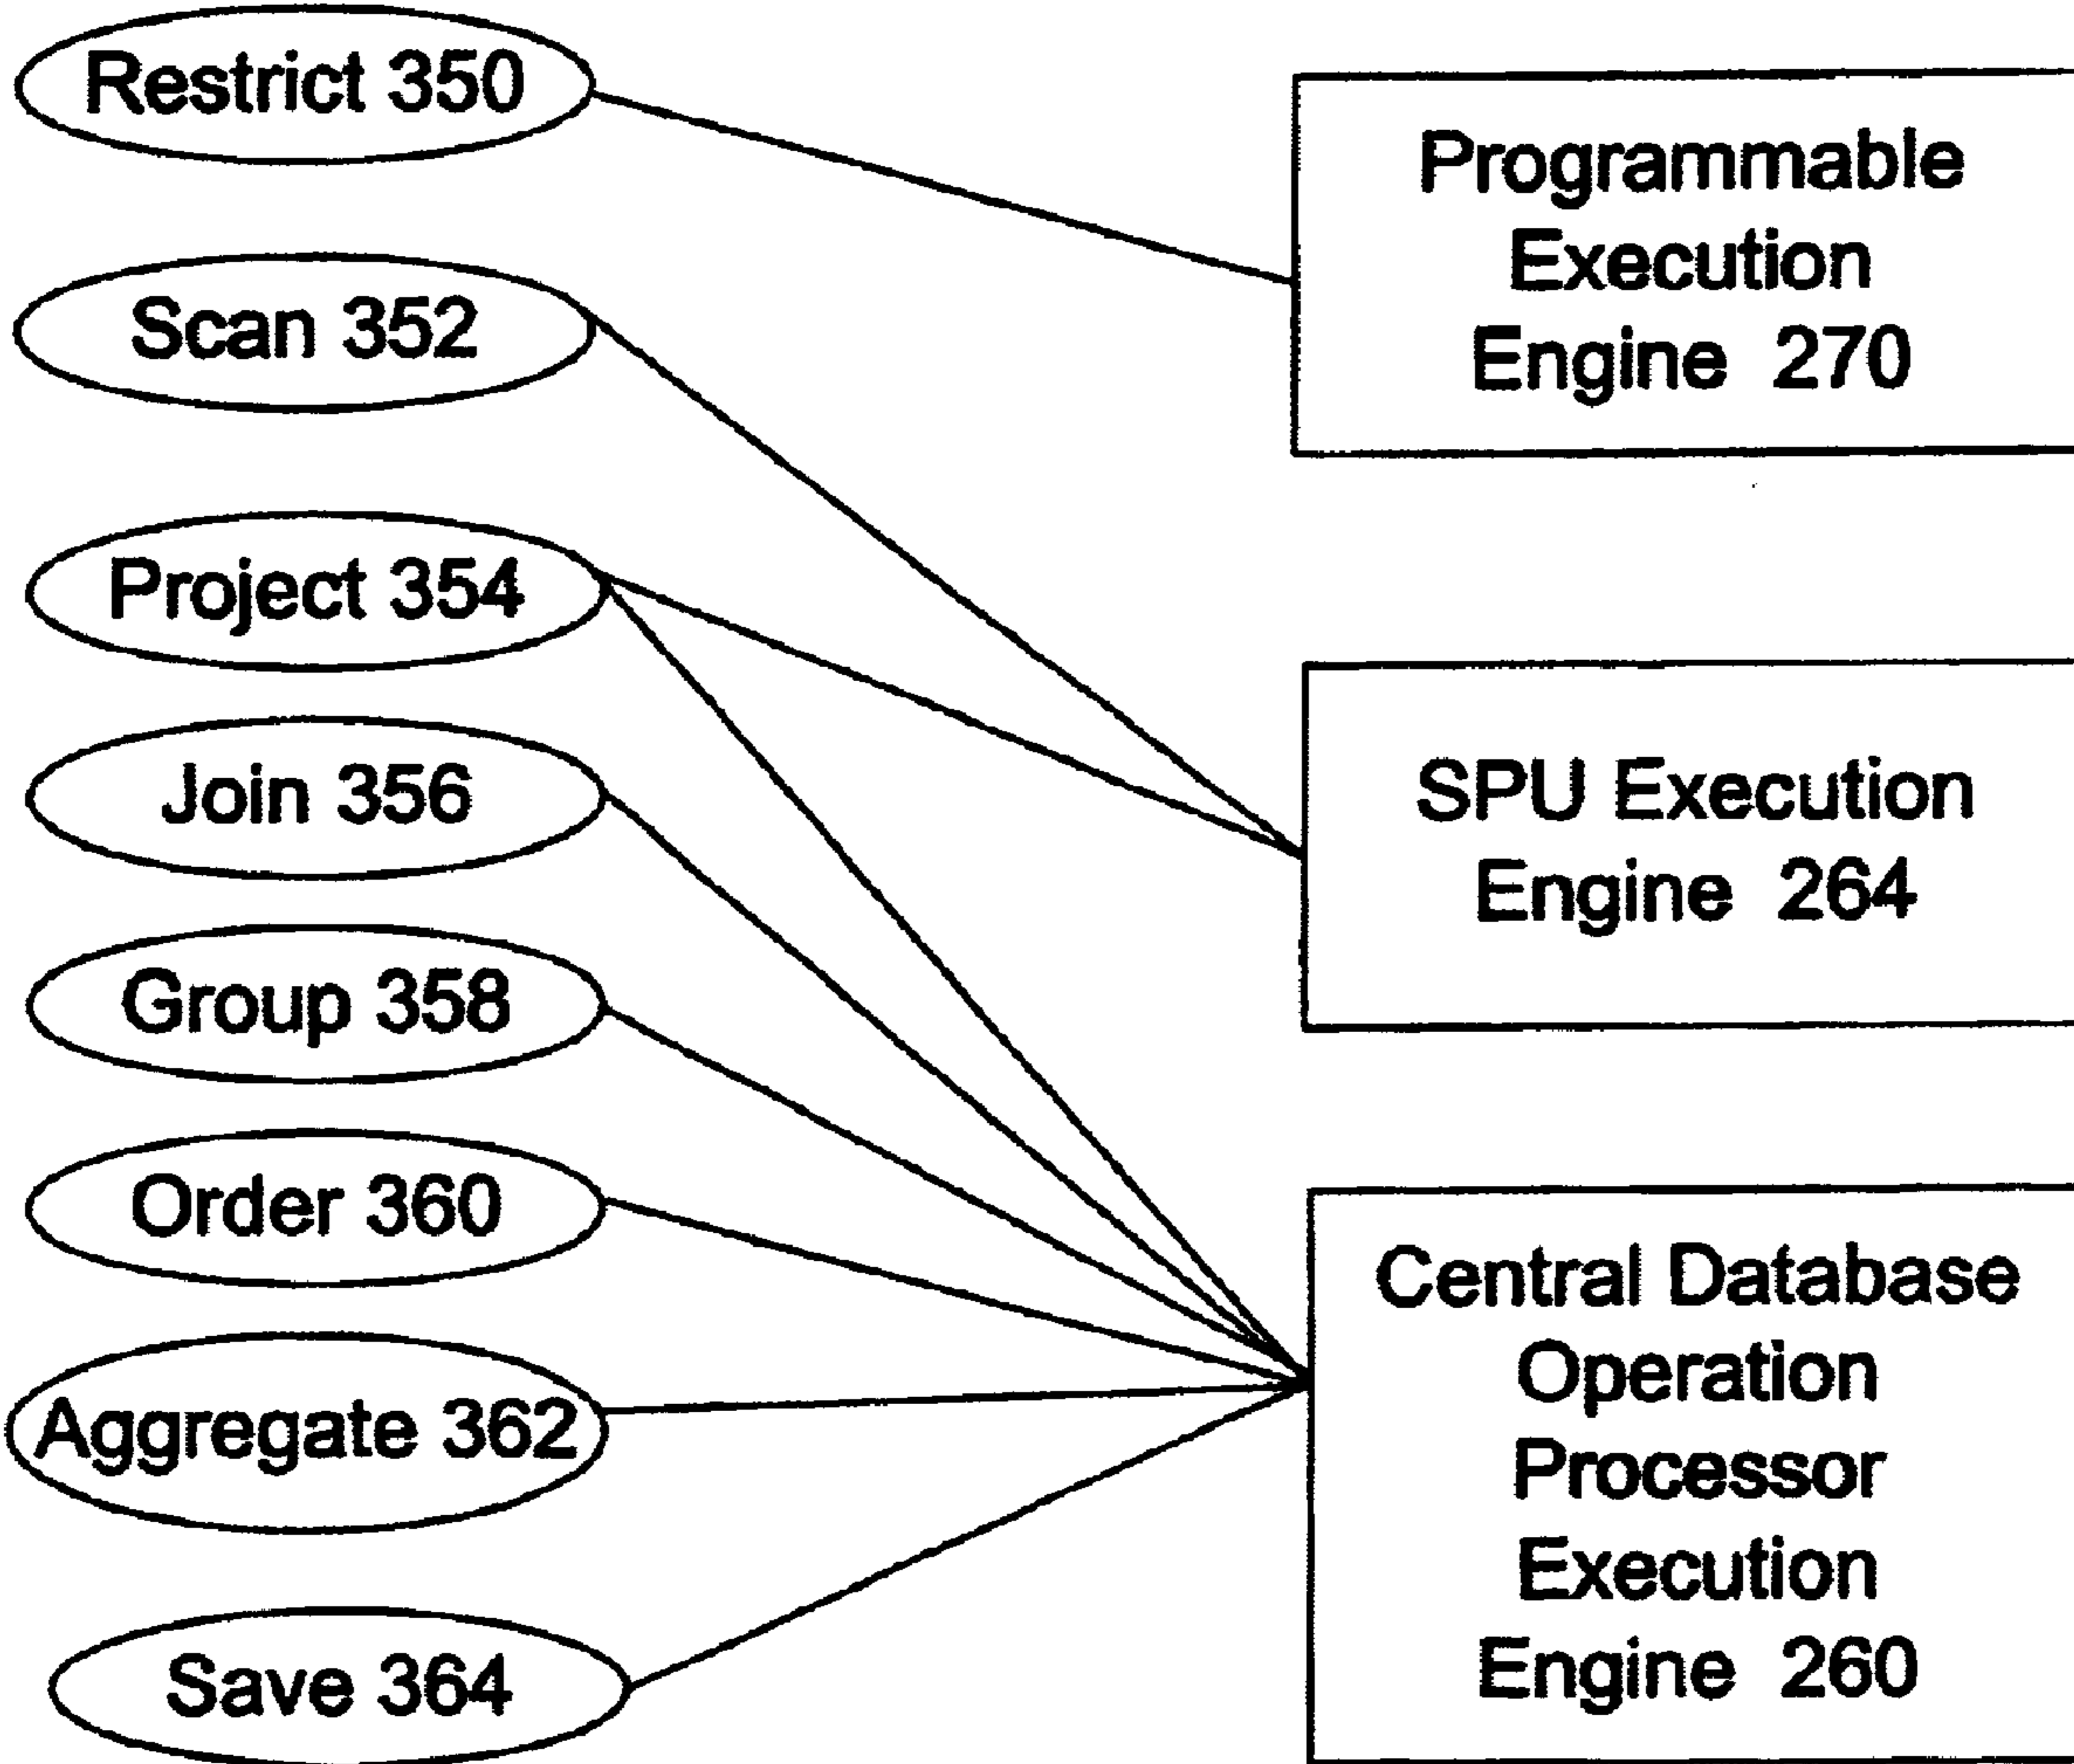 Restrict 350
Scan 352
Project 354
Join 356
Group 358
Order 360
Aggregate 362
Save 364
Programmable
Execution
Engine 270
SPU Execution
Engine 264
Central Database
Operation
Processor
Execution
Engine 260